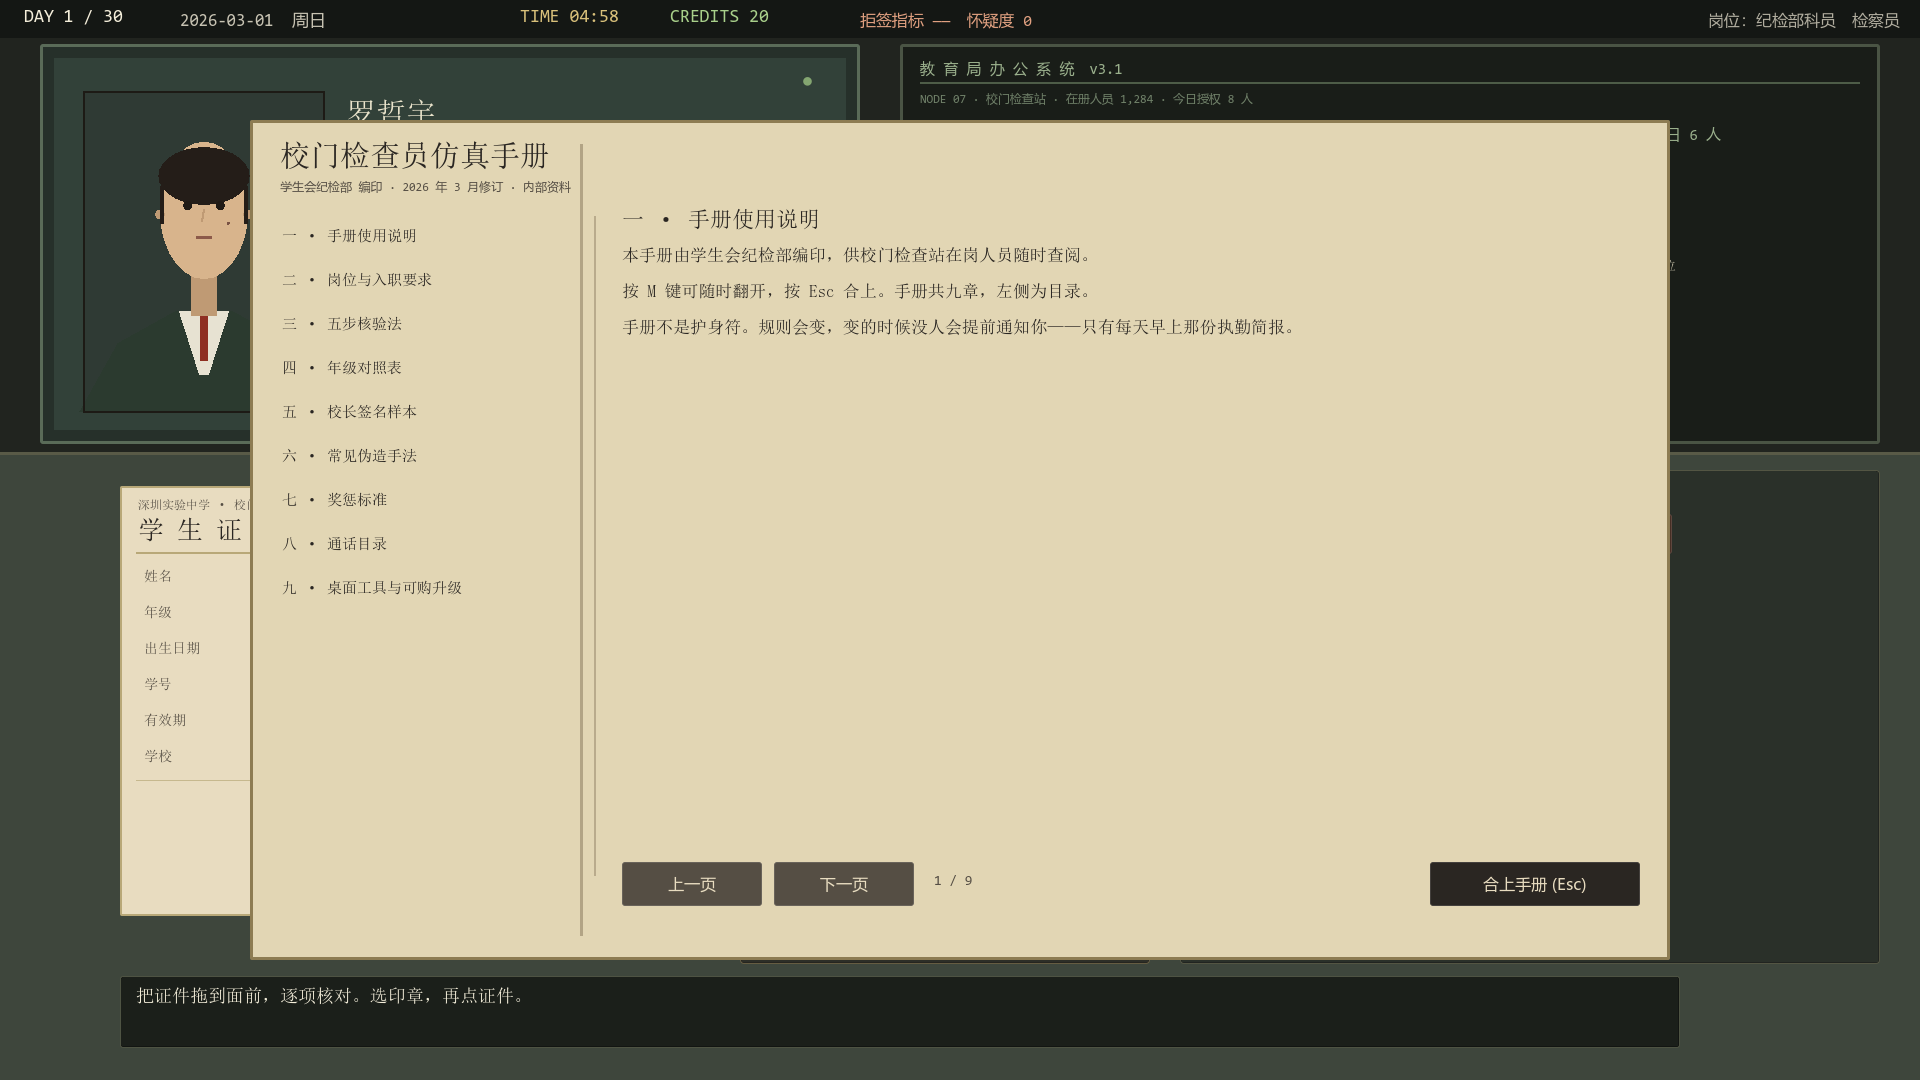 DAY 1 / 30
2026-03-01 周日
TIME 04:58
CREDITS 20
拒签指标 —— 怀疑度 0
岗位: 纪检部科员 检察员
罗哲宇
教育局办公系统 v3.1
NODE 07 · 校门检查站 · 在册人员 1,284 · 今日授权 8 人
日 6 人
校门检查员仿真手册
学生会纪检部 编印 · 2026 年 3 月修订 · 内部资料
一 • 手册使用说明
二 • 岗位与入职要求
三 • 五步核验法
四 • 年级对照表
五 • 校长签名样本
六 • 常见伪造手法
七 • 奖惩标准
八 • 通话目录
九 • 桌面工具与可购升级
一 • 手册使用说明
本手册由学生会纪检部编印，供校门检查站在岗人员随时查阅。
按 M 键可随时翻开，按 Esc 合上。手册共九章，左侧为目录。
手册不是护身符。规则会变，变的时候没人会提前通知你——只有每天早上那份执勤简报。
上一页
下一页
1 / 9
合上手册 (Esc)
深圳实验中学 • 校
学 生 证
姓名
年级
出生日期
学号
有效期
学校
把证件拖到面前，逐项核对。选印章，再点证件。